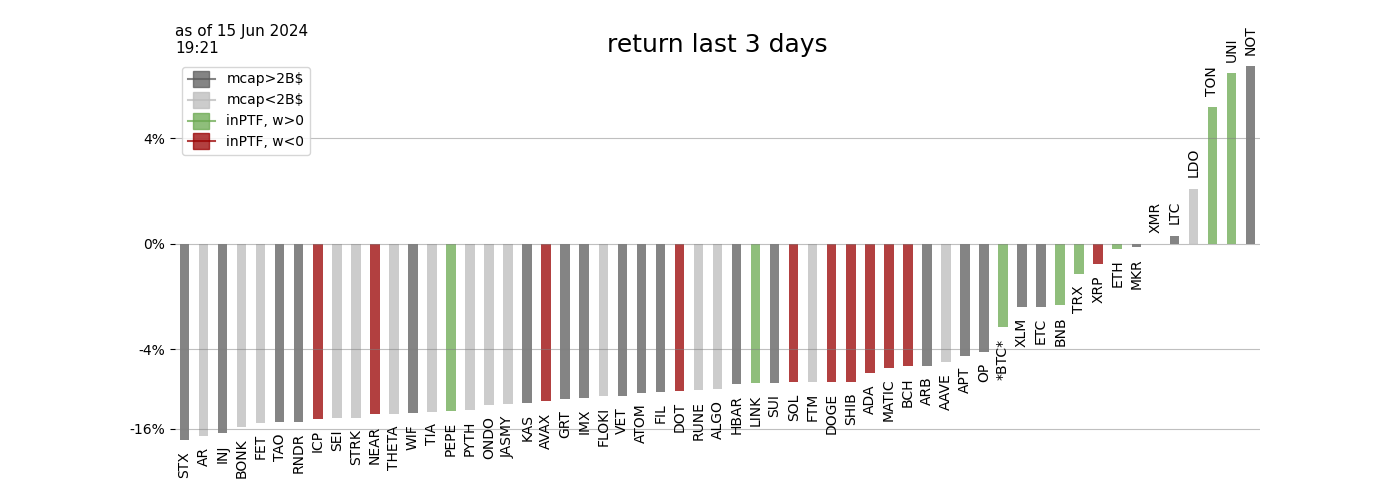 as of 15 Jun 2024
19:21
return last 3 days
mcap>2B$
mcap<2B$
inPTF, w>0
inPTF, w<0
4%
0%
-4%
-16%
STX
AR
INJ
BONK
FET
TAO
RNDR
ICP
SEI
STRK
NEAR
THETA
WIF
TIA
PEPE
PYTH
ONDO
JASMY
KAS
AVAX
GRT
IMX
FLOKI
VET
ATOM
FIL
DOT
RUNE
ALGO
HBAR
LINK
SUI
SOL
FTM
DOGE
SHIB
ADA
MATIC
BCH
ARB
AAVE
APT
OP
*BTC*
XLM
ETC
BNB
TRX
XRP
ETH
MKR
XMR
LTC
LDO
TON
UNI
NOT